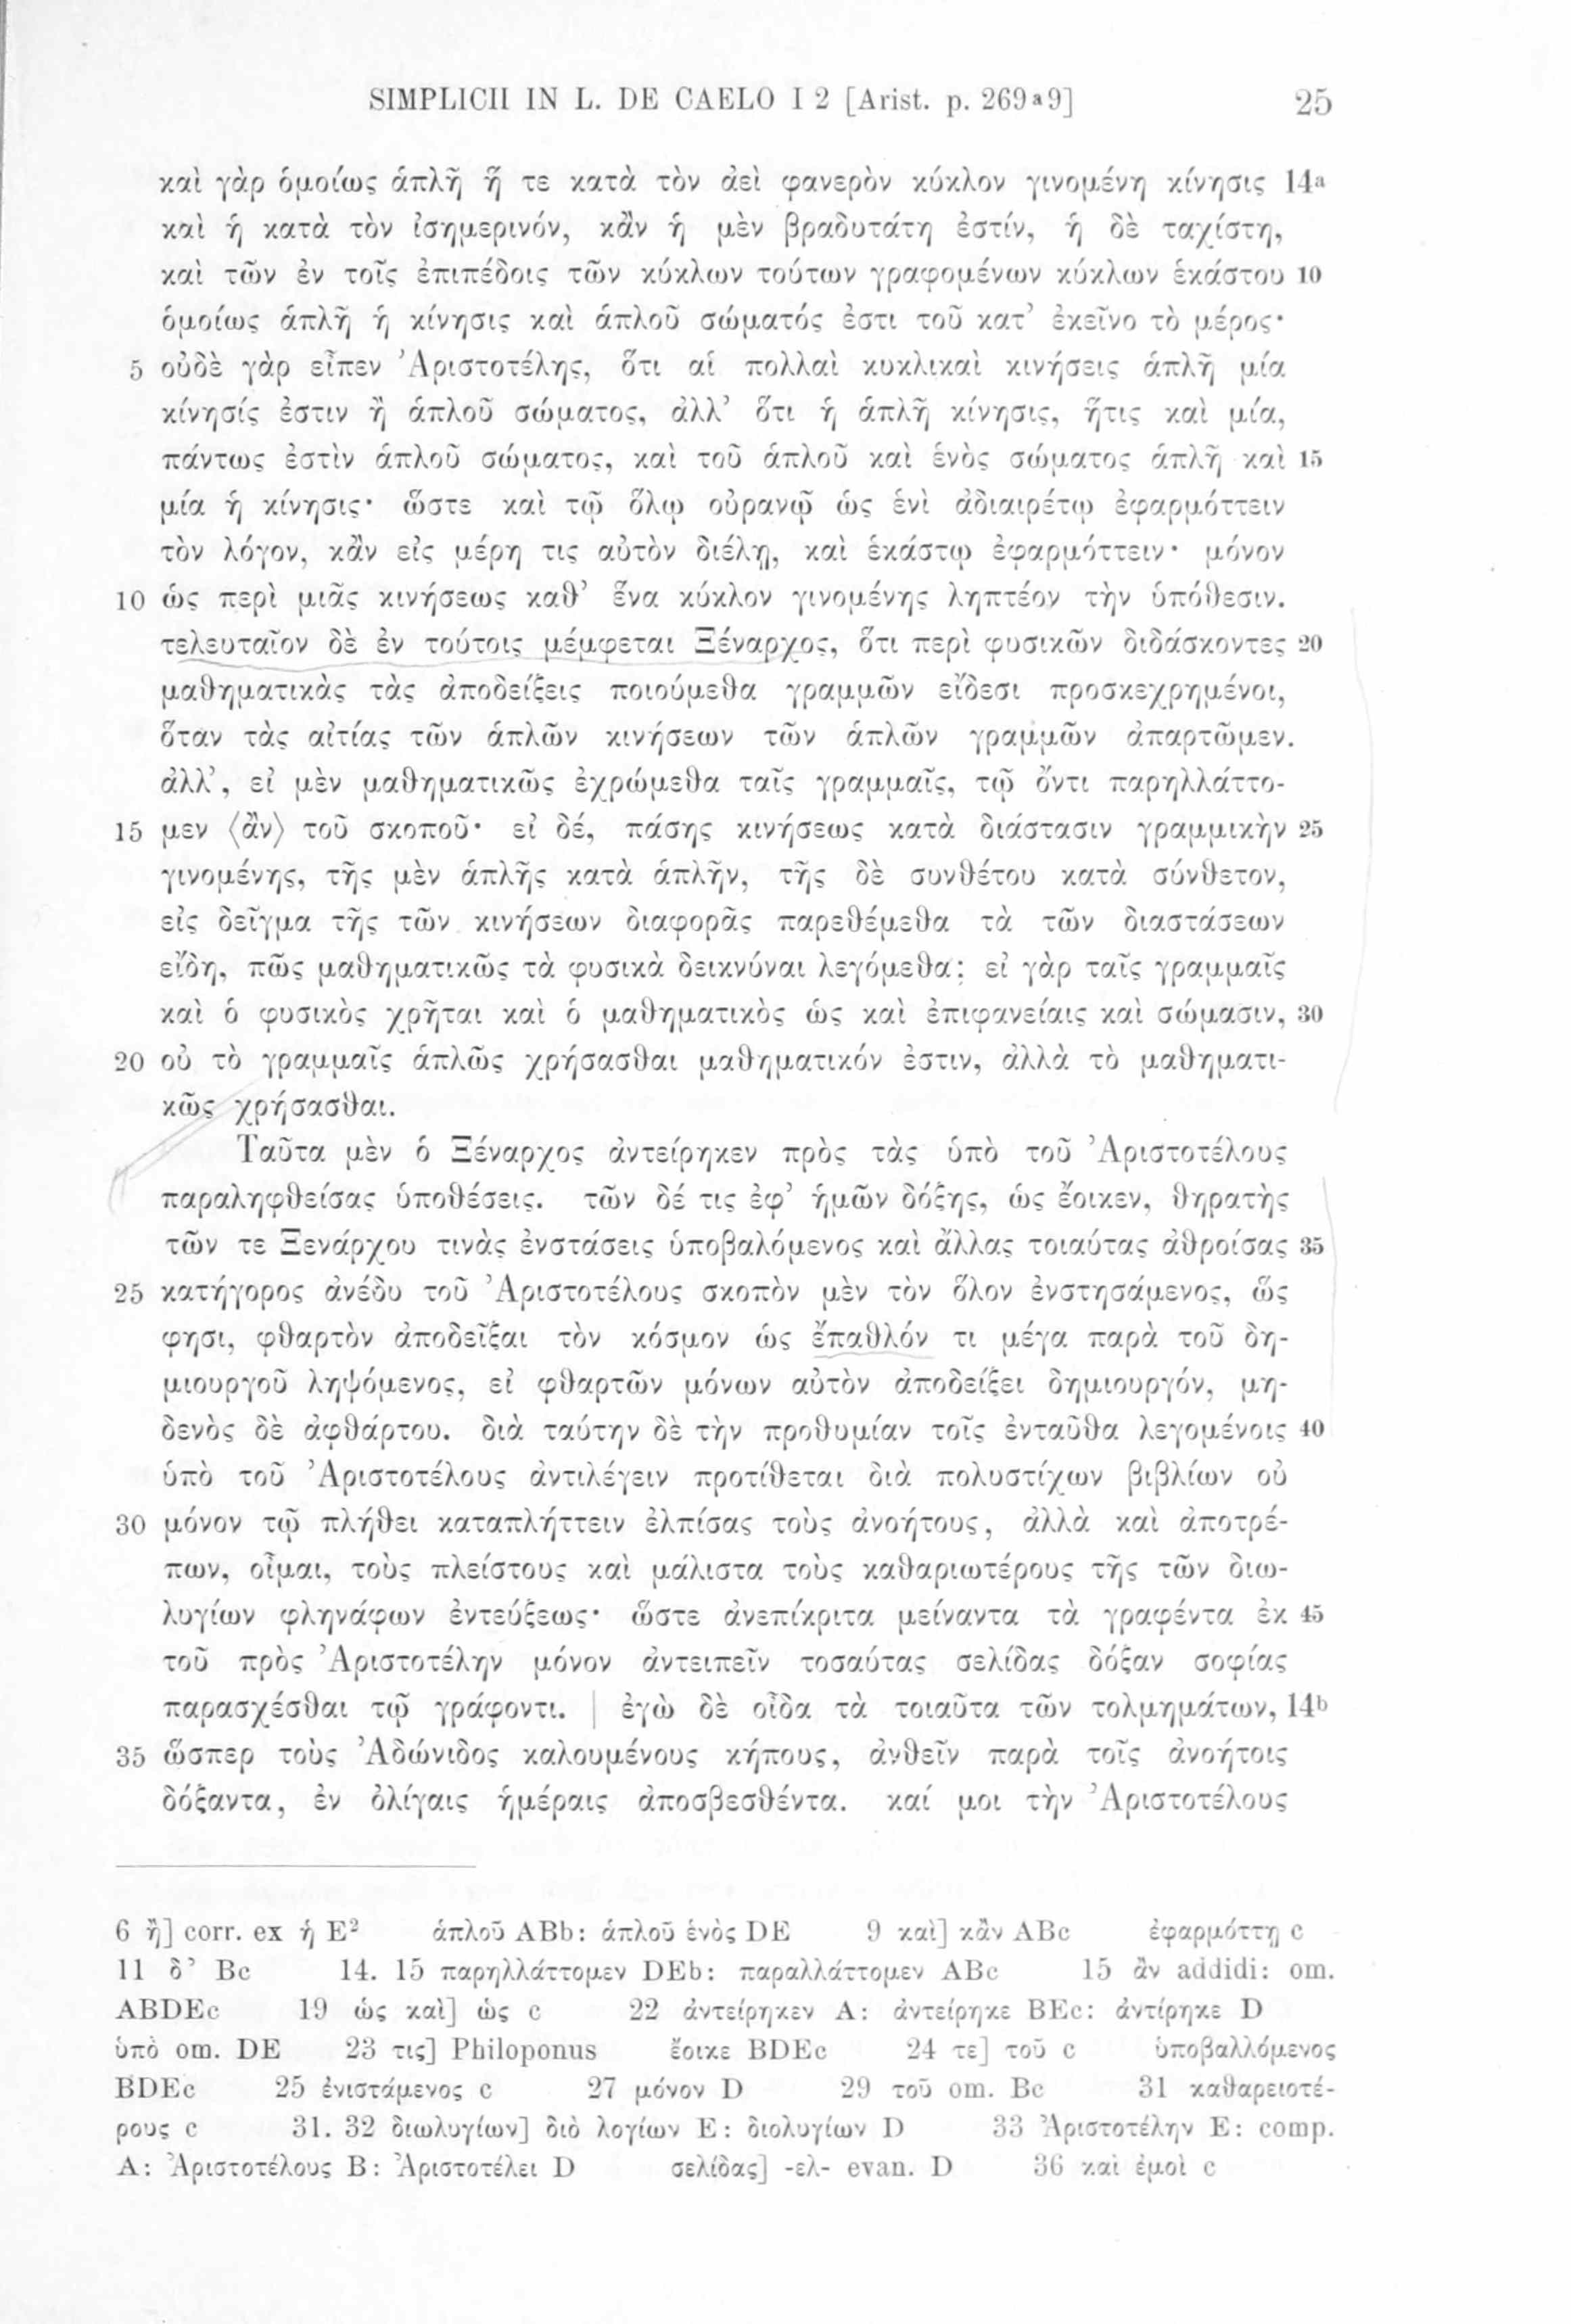 SIMPLICII IN L. DE CAELO I 2 [Arist. p. 269ᵃ9] 25
καὶ γὰρ ὁμοίως ἁπλῆ ἥ τε κατὰ τὸν ἀεὶ φανερὸν κύκλον γινομένη κίνησις 14ᵃ
καὶ ἡ κατὰ τὸν ἰσημερινόν, κἂν ἡ μὲν βραδυτάτη ἐστίν, ἡ δὲ ταχίστη,
καὶ τῶν ἐν τοῖς ἐπιπέδοις τῶν κύκλων τούτων γραφομένων κύκλων ἑκάστου 10
ὁμοίως ἁπλῆ ἡ κίνησις καὶ ἁπλοῦ σώματός ἐστι τοῦ κατ’ ἐκεῖνο τὸ μέρος·
5 οὐδὲ γὰρ εἶπεν Ἀριστοτέλης, ὅτι αἱ πολλαὶ κυκλικαὶ κινήσεις ἁπλῆ μία
κίνησίς ἐστιν ἢ ἁπλοῦ σώματος, ἀλλ’ ὅτι ἡ ἁπλῆ κίνησις, ἥτις καὶ μία,
πάντως ἐστὶν ἁπλοῦ σώματος, καὶ τοῦ ἁπλοῦ καὶ ἑνὸς σώματος ἁπλῆ καὶ 15
μία ἡ κίνησις· ὥστε καὶ τῷ ὅλῳ οὐρανῷ ὡς ἑνὶ ἀδιαιρέτῳ ἐφαρμόττειν
τὸν λόγον, κἂν εἰς μέρη τις αὐτὸν διέλῃ, καὶ ἑκάστῳ ἐφαρμόττειν· μόνον
10 ὡς περὶ μιᾶς κινήσεως καθ’ ἕνα κύκλον γινομένης ληπτέον τὴν ὑπόθεσιν.
τελευταῖον δὲ ἐν τούτοις μέμφεται Ξέναρχος, ὅτι περὶ φυσικῶν διδάσκοντες 20
μαθηματικὰς τὰς ἀποδείξεις ποιούμεθα γραμμῶν εἴδεσι προσκεχρημένοι,
ὅταν τὰς αἰτίας τῶν ἁπλῶν κινήσεων τῶν ἁπλῶν γραμμῶν ἀπαρτῶμεν.
ἀλλ’, εἰ μὲν μαθηματικῶς ἐχρώμεθα ταῖς γραμμαῖς, τῷ ὄντι παρηλλάττο-
15 μεν ⟨ἂν⟩ τοῦ σκοποῦ· εἰ δέ, πάσης κινήσεως κατὰ διάστασιν γραμμικὴν 25
γινομένης, τῆς μὲν ἁπλῆς κατὰ ἁπλῆν, τῆς δὲ συνθέτου κατὰ σύνθετον,
εἰς δεῖγμα τῆς τῶν κινήσεων διαφορᾶς παρεθέμεθα τὰ τῶν διαστάσεων
εἴδη, πῶς μαθηματικῶς τὰ φυσικὰ δεικνύναι λεγόμεθα; εἰ γὰρ ταῖς γραμμαῖς
καὶ ὁ φυσικὸς χρῆται καὶ ὁ μαθηματικὸς ὡς καὶ ἐπιφανείαις καὶ σώμασιν, 30
20 οὐ τὸ γραμμαῖς ἁπλῶς χρήσασθαι μαθηματικόν ἐστιν, ἀλλὰ τὸ μαθηματι-
κῶς χρήσασθαι.
Ταῦτα μὲν ὁ Ξέναρχος ἀντείρηκεν πρὸς τὰς ὑπὸ τοῦ Ἀριστοτέλους
παραληφθείσας ὑποθέσεις. τῶν δέ τις ἐφ’ ἡμῶν δόξης, ὡς ἔοικεν, θηρατὴς
τῶν τε Ξενάρχου τινὰς ἐνστάσεις ὑποβαλόμενος καὶ ἄλλας τοιαύτας ἀθροίσας 35
25 κατήγορος ἀνέδυ τοῦ Ἀριστοτέλους σκοπὸν μὲν τὸν ὅλον ἐνστησάμενος, ὥς
φησι, φθαρτὸν ἀποδεῖξαι τὸν κόσμον ὡς ἔπαθλόν τι μέγα παρὰ τοῦ δη-
μιουργοῦ ληψόμενος, εἰ φθαρτῶν μόνων αὐτὸν ἀποδείξει δημιουργόν, μη-
δενὸς δὲ ἀφθάρτου. διὰ ταύτην δὲ τὴν προθυμίαν τοῖς ἐνταῦθα λεγομένοις 40
ὑπὸ τοῦ Ἀριστοτέλους ἀντιλέγειν προτίθεται διὰ πολυστίχων βιβλίων οὐ
30 μόνον τῷ πλήθει καταπλήττειν ἐλπίσας τοὺς ἀνοήτους, ἀλλὰ καὶ ἀποτρέ-
πων, οἶμαι, τοὺς πλείστους καὶ μάλιστα τοὺς καθαριωτέρους τῆς τῶν διω-
λυγίων φληνάφων ἐντεύξεως· ὥστε ἀνεπίκριτα μείναντα τὰ γραφέντα ἐκ 45
τοῦ πρὸς Ἀριστοτέλην μόνον ἀντειπεῖν τοσαύτας σελίδας δόξαν σοφίας
παρασχέσθαι τῷ γράφοντι. | ἐγὼ δὲ οἶδα τὰ τοιαῦτα τῶν τολμημάτων, 14ᵇ
35 ὥσπερ τοὺς Ἀδώνιδος καλουμένους κήπους, ἀνθεῖν παρὰ τοῖς ἀνοήτοις
δόξαντα, ἐν ὀλίγαις ἡμέραις ἀποσβεσθέντα. καί μοι τὴν Ἀριστοτέλους
6 ἢ] corr. ex ἡ E² ἁπλοῦ ABb: ἁπλοῦ ἑνὸς DE 9 καὶ] κἂν ABc ἐφαρμόττῃ c
11 δ’ Bc 14. 15 παρηλλάττομεν DEb: παραλλάττομεν ABc 15 ἂν addidi: om.
ABDEc 19 ὡς καὶ] ὡς c 22 ἀντείρηκεν A: ἀντείρηκε BEc: ἀντίρηκε D
ὑπὸ om. DE 23 τις] Philoponus ἔοικε BDEc 24 τε] τοῦ c ὑποβαλλόμενος
BDEc 25 ἐνιστάμενος c 27 μόνον D 29 τοῦ om. Bc 31 καθαρειοτέ-
ρους c 31. 32 διωλυγίων] διὸ λογίων E: διολυγίων D 33 Ἀριστοτέλην E: comp.
A: Ἀριστοτέλους B: Ἀριστοτέλει D σελίδας] -ελ- evan. D 36 καὶ ἐμοὶ c